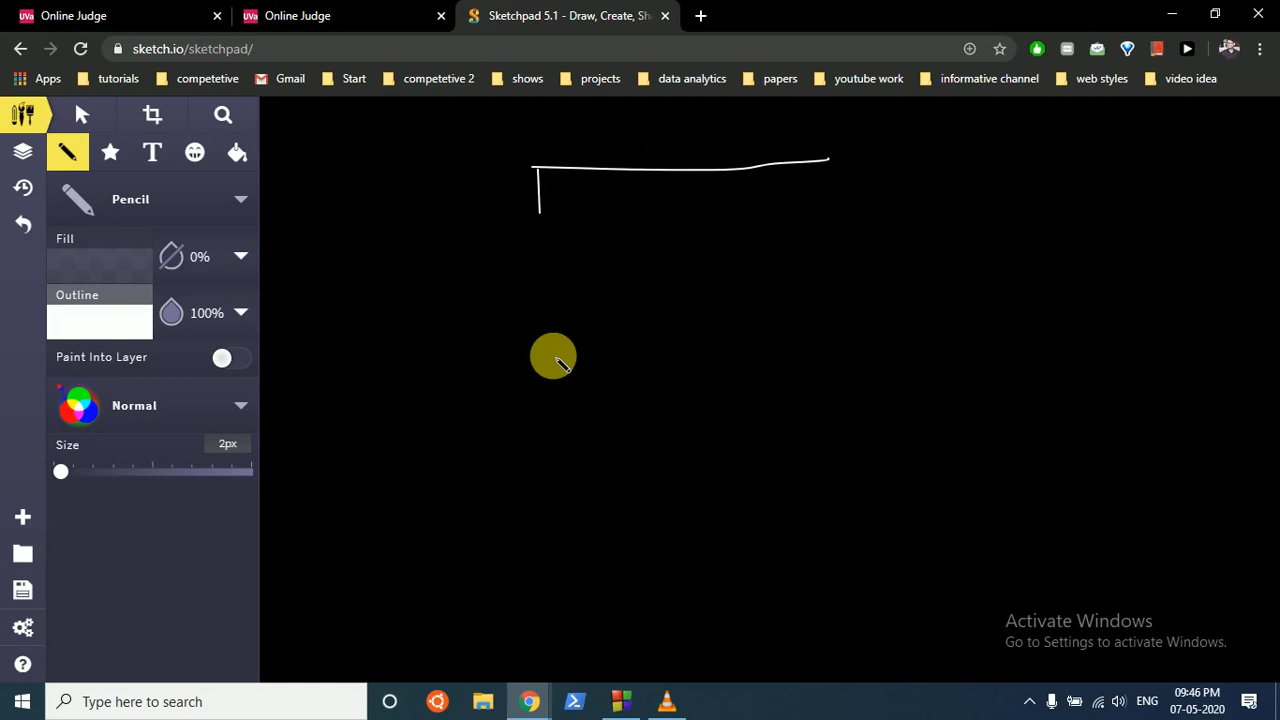 Online Judge
Online Judge
Sketchpad 5.1 - Draw, Create, Sh
sketch.io/sketchpad/
Apps
tutorials
competetive
Gmail
Start
competetive 2
shows
projects
data analytics
papers
youtube work
informative channel
web styles
video idea
Pencil
Fill
0%
Outline
100%
Paint Into Layer
Normal
Size
2px
Activate Windows
Go to Settings to activate Windows.
Type here to search
ENG
09:46 PM
07-05-2020